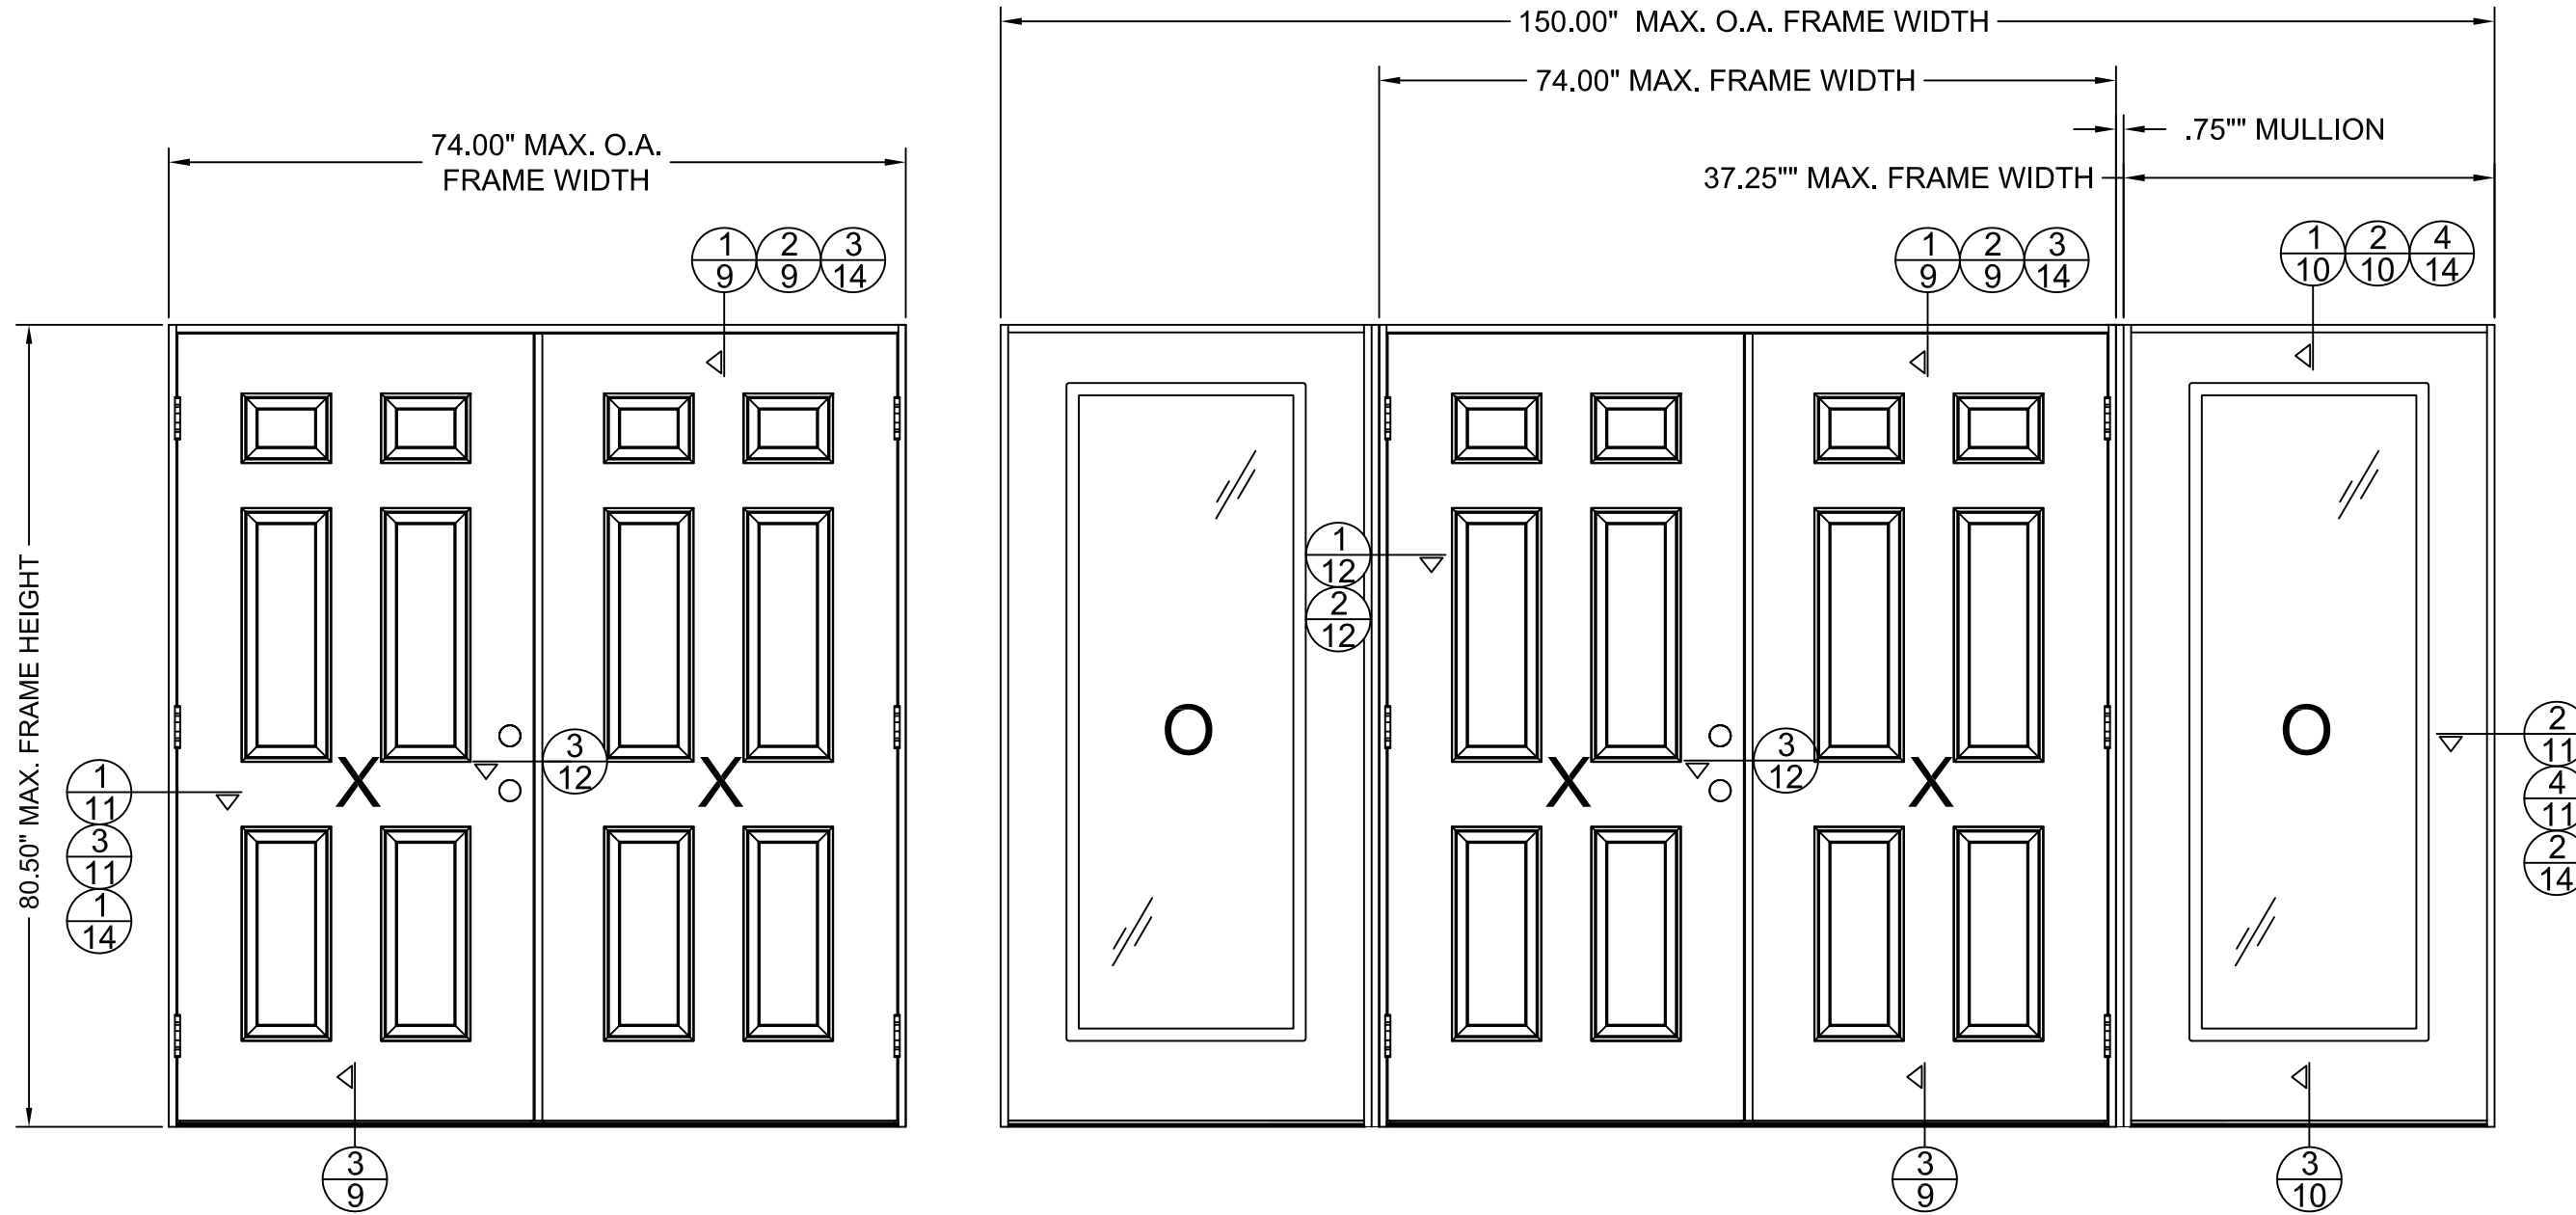 150.00" MAX. O.A. FRAME WIDTH
74.00" MAX. FRAME WIDTH
.75"" MULLION
37.25"" MAX. FRAME WIDTH
74.00" MAX. O.A.
FRAME WIDTH
1 2 3
9 9 14
1 2 3
9 9 14
1 2 4
10 10 14
80.50" MAX. FRAME HEIGHT
1
12
2
12
O
O
X
X
X
X
3
12
3
12
1
11
3
11
1
14
2
11
4
11
2
14
3
9
3
9
3
10